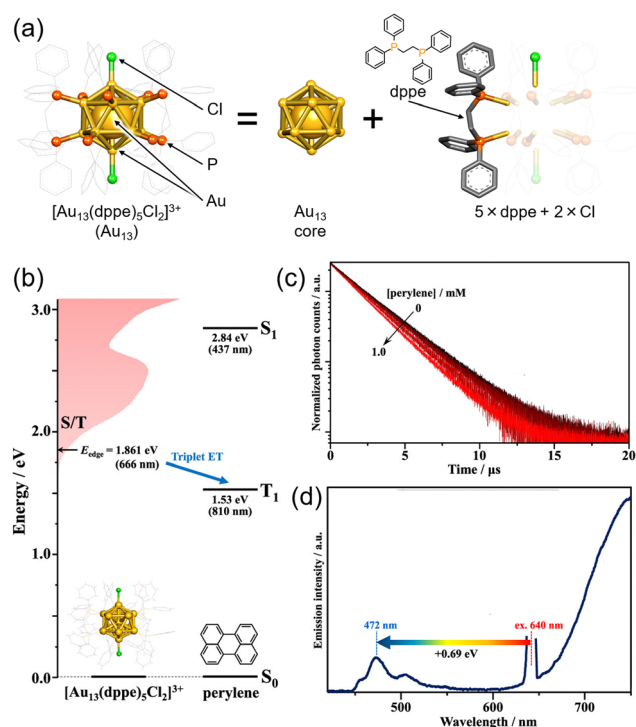 (a)
Cl
P
Au
[Au13(dppe)5Cl2]3+
(Au13)
=
Au13
core
+
P
P
dppe
5 × dppe + 2 × Cl
(b)
3.0
2.0
1.0
0.0
Energy / eV
S/T
Eedge = 1.861 eV
(666 nm)
Triplet ET
S1
2.84 eV
(437 nm)
T1
1.53 eV
(810 nm)
S0
[Au13(dppe)5Cl2]3+
perylene
(c)
Normalized photon counts / a.u.
[perylene] / mM
0
1.0
0
5
10
15
20
Time / μs
(d)
Emission intensity / a.u.
472 nm
ex. 640 nm
+0.69 eV
500
600
700
Wavelength / nm